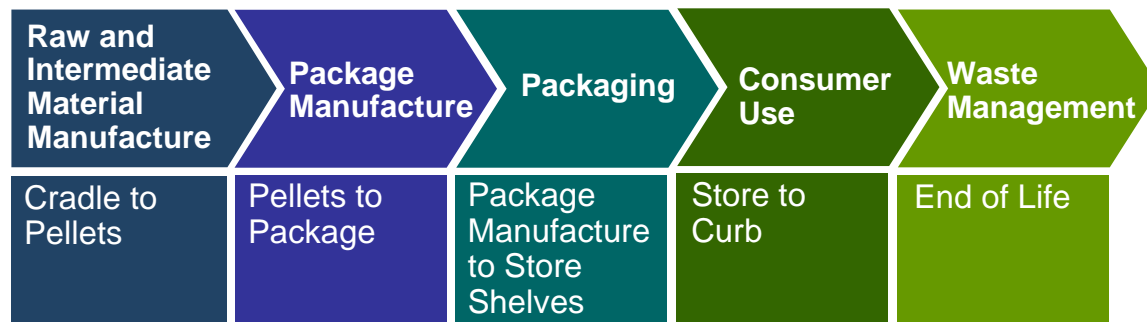 Raw and
Intermediate
Material
Manufacture
Package
Manufacture
Packaging
Consumer
Use
Waste
Management
Cradle to
Pellets
Pellets to
Package
Package
Manufacture
to Store
Shelves
Store to
Curb
End of Life